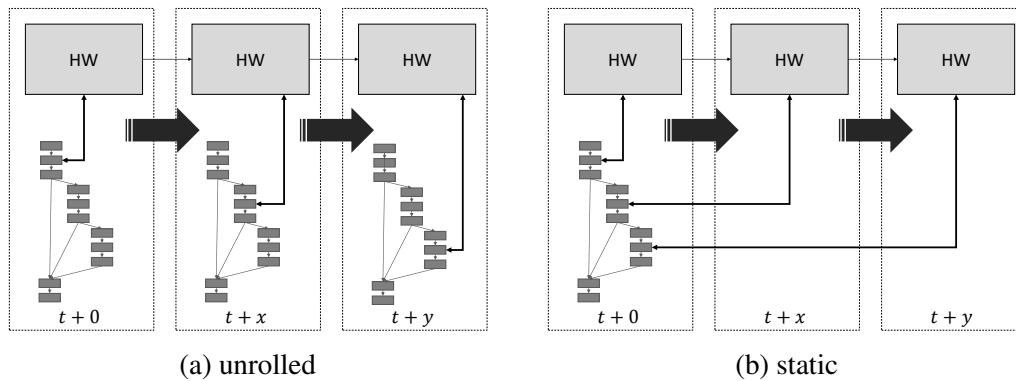 HW HW HW HW HW HW
t + 0 t + x t + y t + 0 t + x t + y
(a) unrolled (b) static